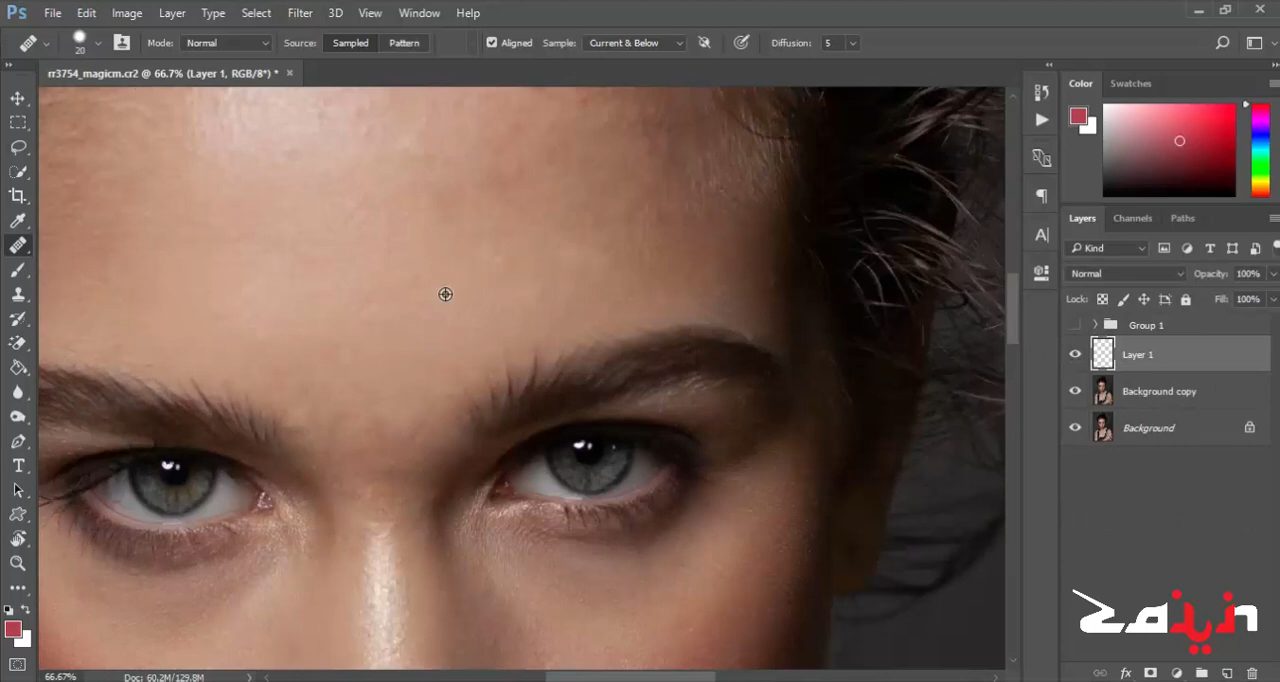 Ps File Edit Image Layer Type Select Filter 3D View Window Help
20 Mode: Normal Source: Sampled Pattern Aligned Sample: Current & Below Diffusion: 5
rr3754_magicm.cr2 @ 66.7% (Layer 1, RGB/8*) *
Color Swatches
Layers Channels Paths
Kind
Normal Opacity: 100%
Lock: Fill: 100%
Group 1
Layer 1
Background copy
Background
66.67% Doc: 60.2M/129.8M